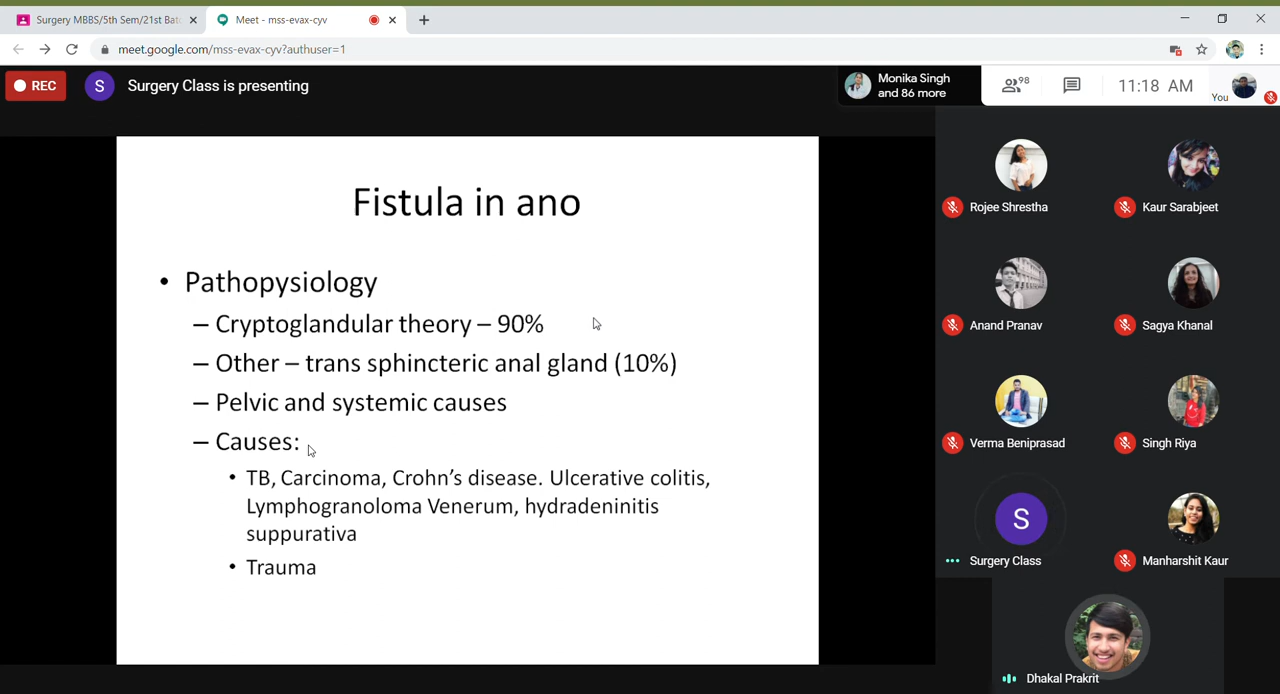 Surgery MBBS/5th Sem/21st Bat
Meet - mss-evax-cyv
meet.google.com/mss-evax-cyv?authuser=1
REC
S
Surgery Class is presenting
Monika Singh
and 86 more
98
11:18 AM
You
Fistula in ano
• Pathopysiology
– Cryptoglandular theory – 90%
– Other – trans sphincteric anal gland (10%)
– Pelvic and systemic causes
– Causes:
• TB, Carcinoma, Crohn's disease. Ulcerative colitis,
Lymphogranoloma Venerum, hydradeninitis
suppurativa
• Trauma
Rojee Shrestha
Kaur Sarabjeet
Anand Pranav
Sagya Khanal
Verma Beniprasad
Singh Riya
S
Surgery Class
Manharshit Kaur
Dhakal Prakrit